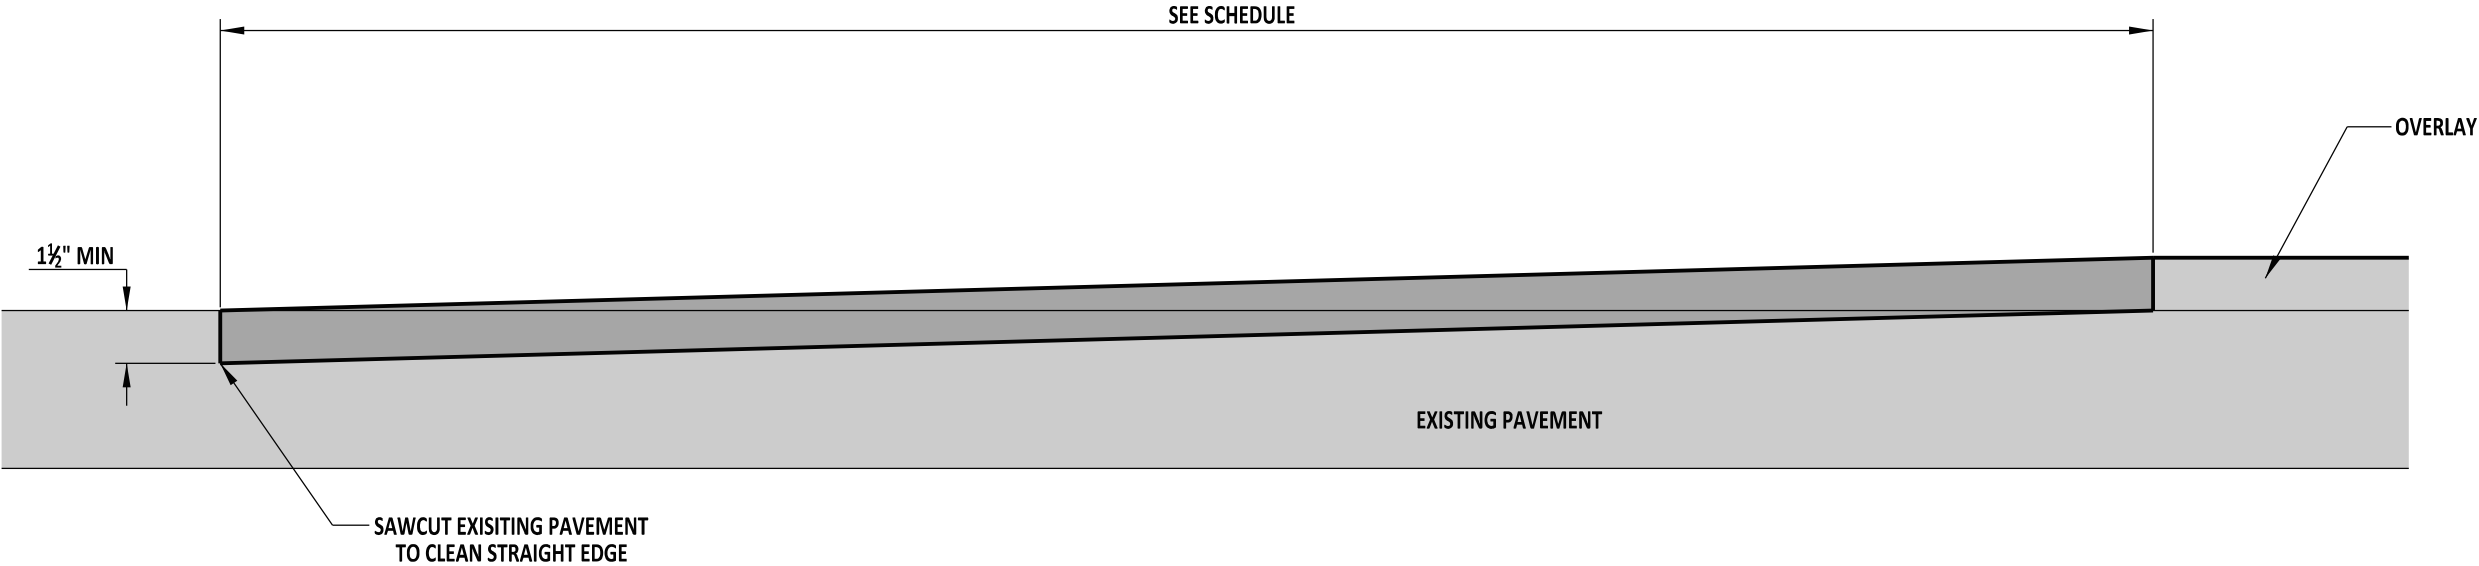 SEE SCHEDULE
OVERLAY
1½" MIN
EXISTING PAVEMENT
SAWCUT EXISITING PAVEMENT
TO CLEAN STRAIGHT EDGE